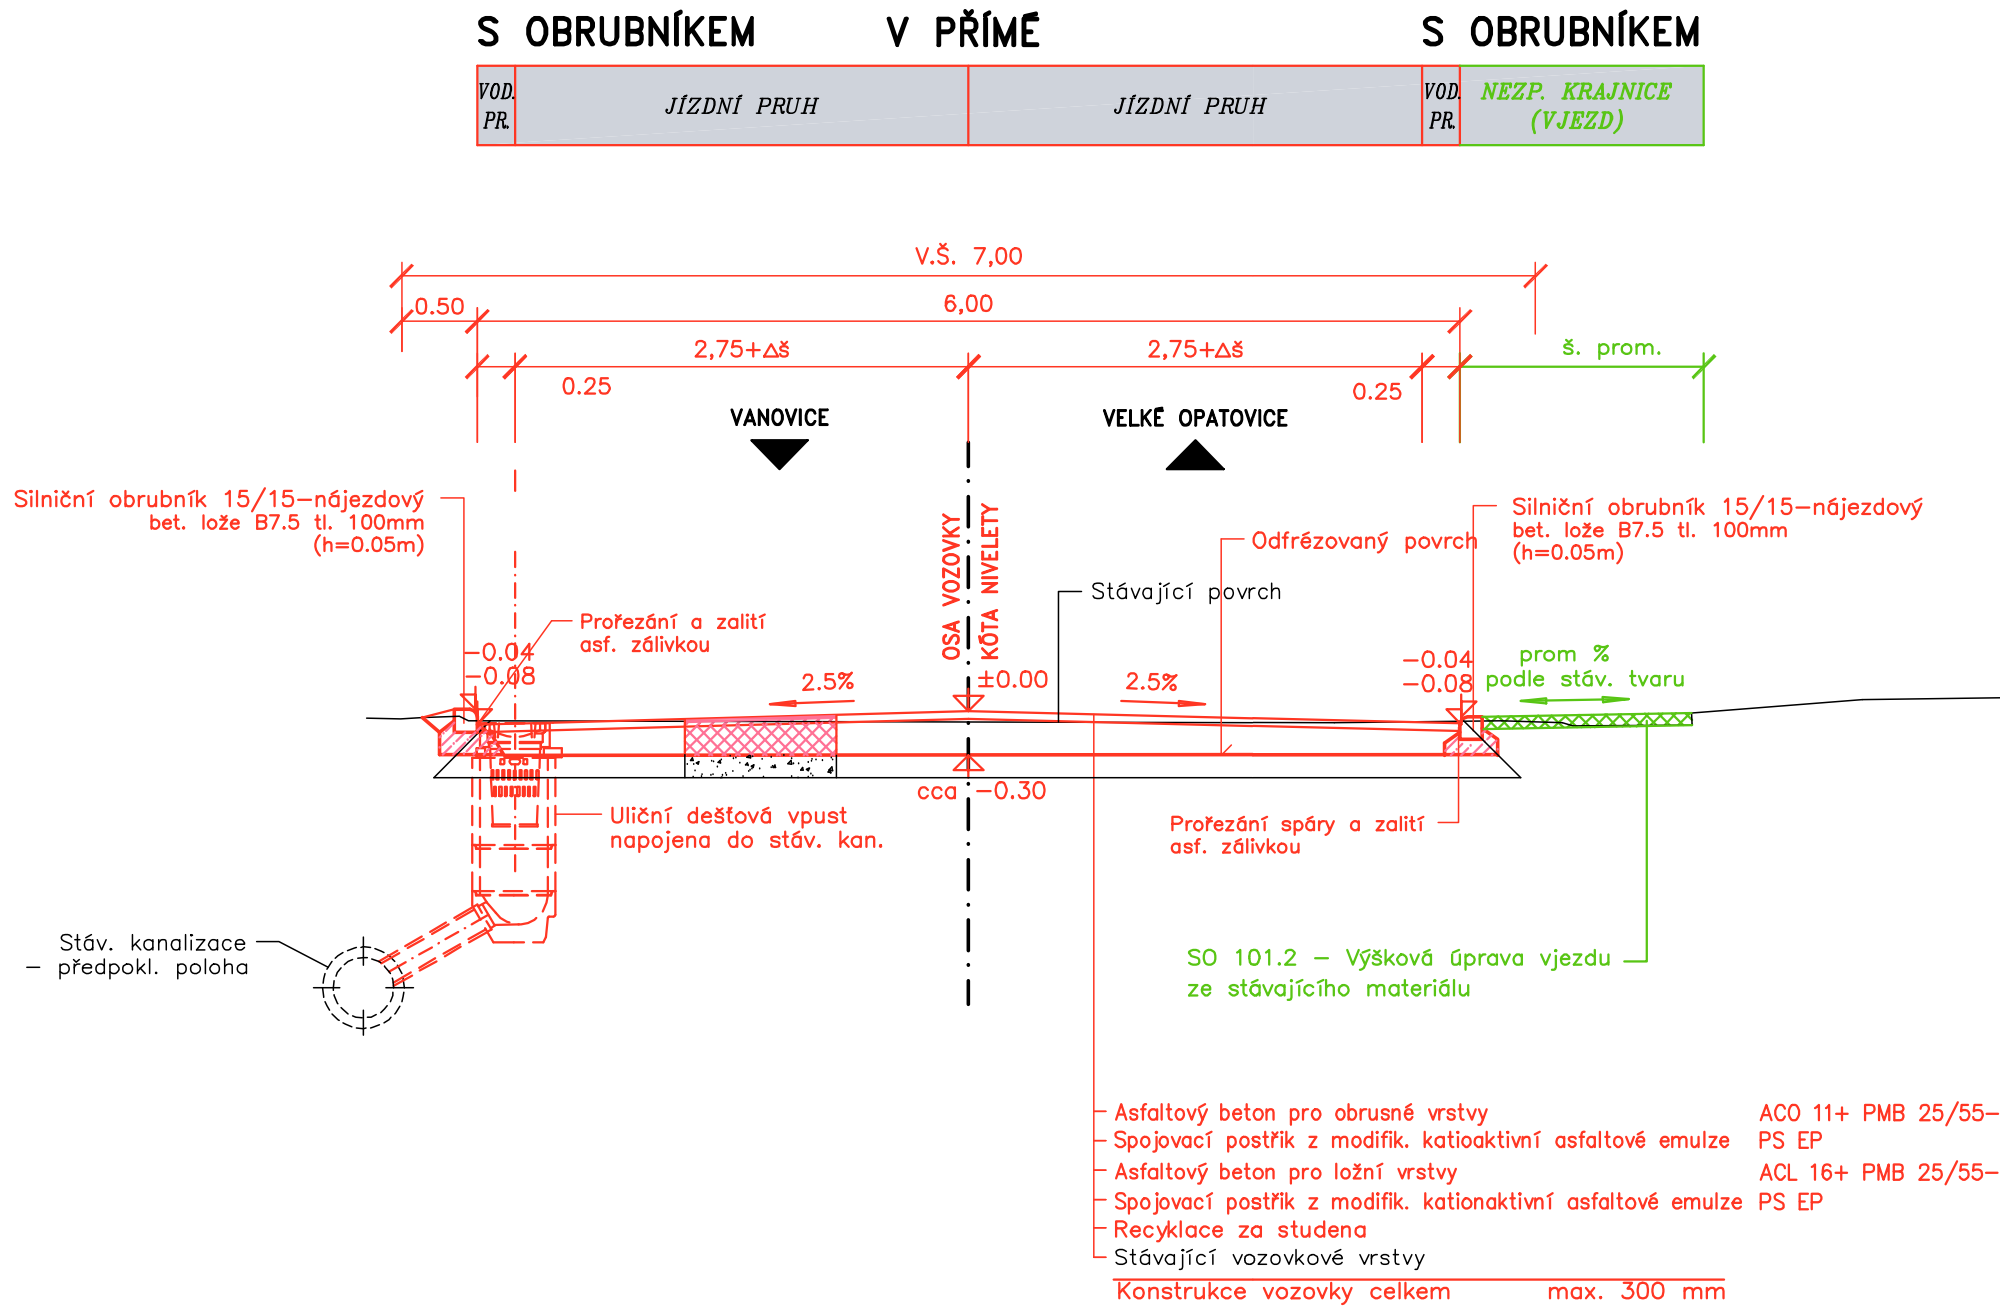 S OBRUBNÍKEM V PŘÍMÉ S OBRUBNÍKEM
VOD. PR.
JÍZDNÍ PRUH
JÍZDNÍ PRUH
VOD. PR.
NEZP. KRAJNICE
(VJEZD)
V.Š. 7,00
0.50
6,00
2,75+Δš
2,75+Δš
š. prom.
0.25
0.25
VANOVICE
VELKÉ OPATOVICE
Silniční obrubník 15/15-nájezdový
bet. lože B7.5 tl. 100mm
(h=0.05m)
Silniční obrubník 15/15-nájezdový
bet. lože B7.5 tl. 100mm
(h=0.05m)
OSA VOZOVKY
KÓTA NIVELETY
Odfrézovaný povrch
Stávající povrch
Prořezání a zalití
asf. zálivkou
-0.04
-0.08
2.5%
±0.00
2.5%
-0.04
-0.08
prom %
podle stáv. tvaru
cca -0.30
Uliční dešťová vpust
napojena do stáv. kan.
Prořezání spáry a zalití
asf. zálivkou
Stáv. kanalizace
- předpokl. poloha
SO 101.2 - Výšková úprava vjezdu
ze stávajícího materiálu
Asfaltový beton pro obrusné vrstvy ACO 11+ PMB 25/55-
Spojovací postřik z modifik. katioaktivní asfaltové emulze PS EP
Asfaltový beton pro ložní vrstvy ACL 16+ PMB 25/55-
Spojovací postřik z modifik. kationaktivní asfaltové emulze PS EP
Recyklace za studena
Stávající vozovkové vrstvy
Konstrukce vozovky celkem max. 300 mm